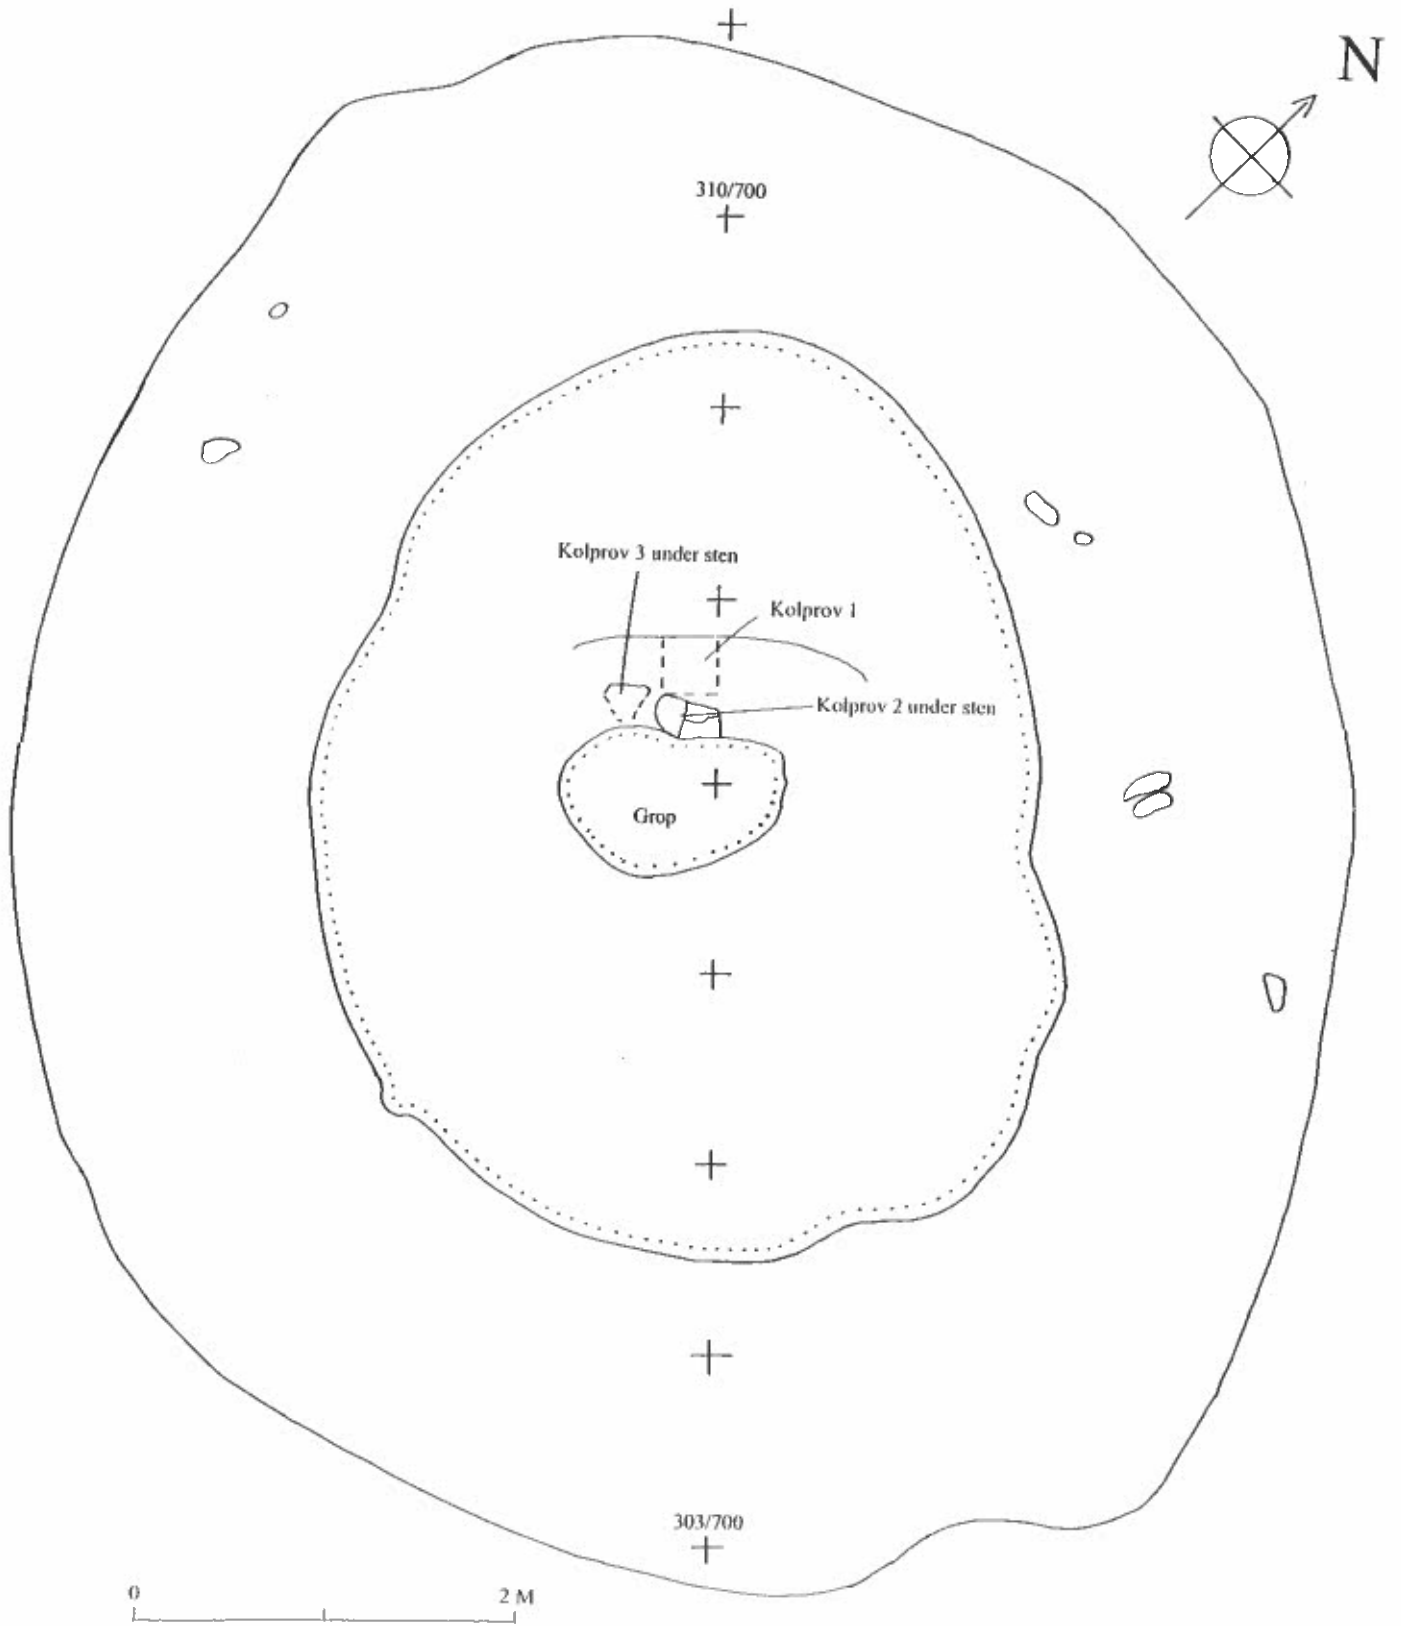 N
310/700
Kolprov 3 under sten
Kolprov 1
Kolprov 2 under sten
Grop
303/700
0 2 M